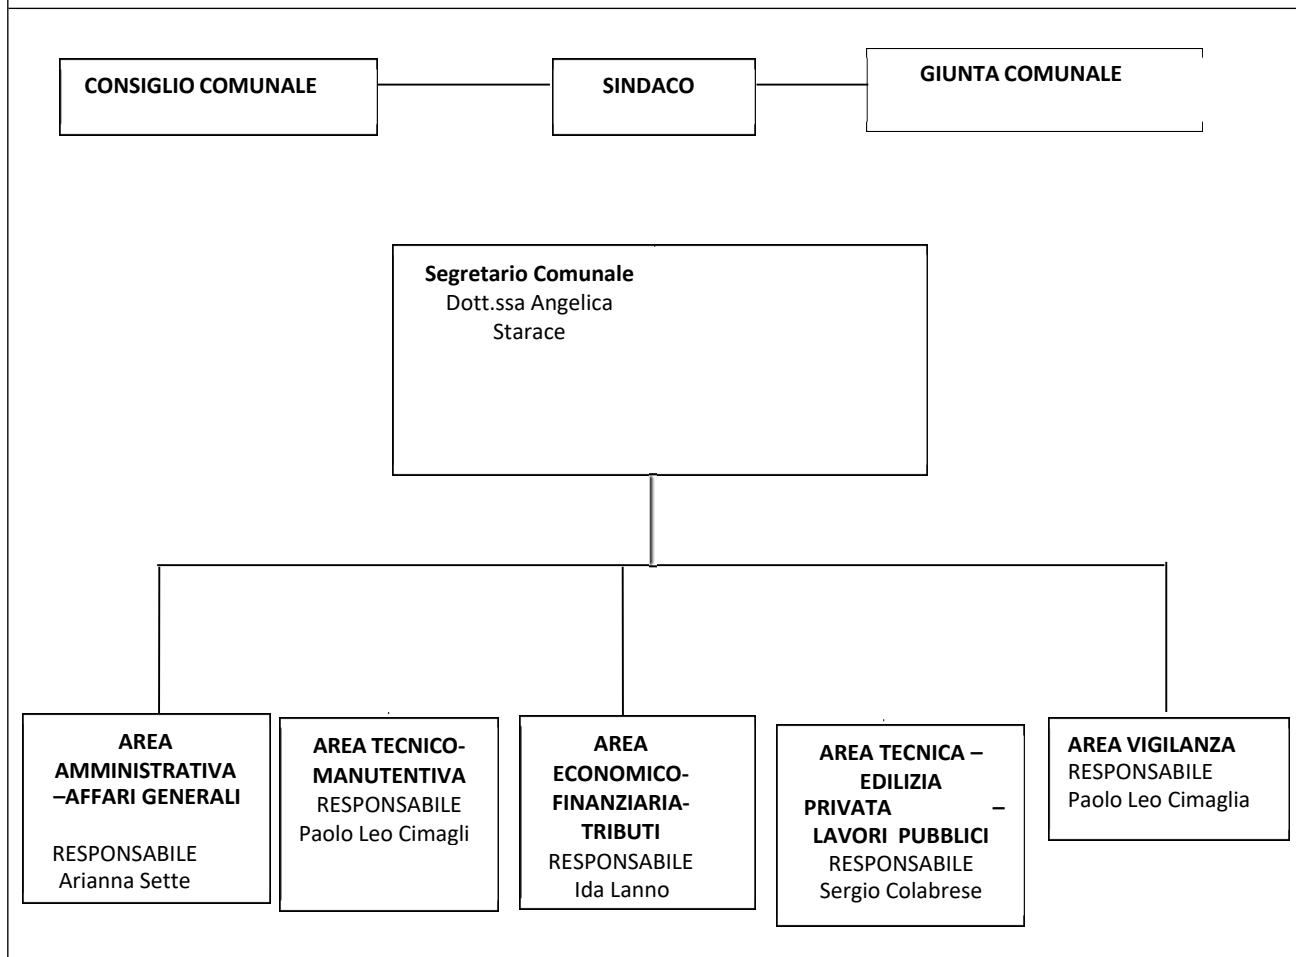 CONSIGLIO COMUNALE
SINDACO
GIUNTA COMUNALE
Segretario Comunale
Dott.ssa Angelica
Starace
AREA
AMMINISTRATIVA
–AFFARI GENERALI
RESPONSABILE
Arianna Sette
AREA TECNICO-
MANUTENTIVA
RESPONSABILE
Paolo Leo Cimagli
AREA
ECONOMICO-
FINANZIARIA-
TRIBUTI
RESPONSABILE
Ida Lanno
AREA TECNICA –
EDILIZIA
PRIVATA –
LAVORI PUBBLICI
RESPONSABILE
Sergio Colabrese
AREA VIGILANZA
RESPONSABILE
Paolo Leo Cimaglia